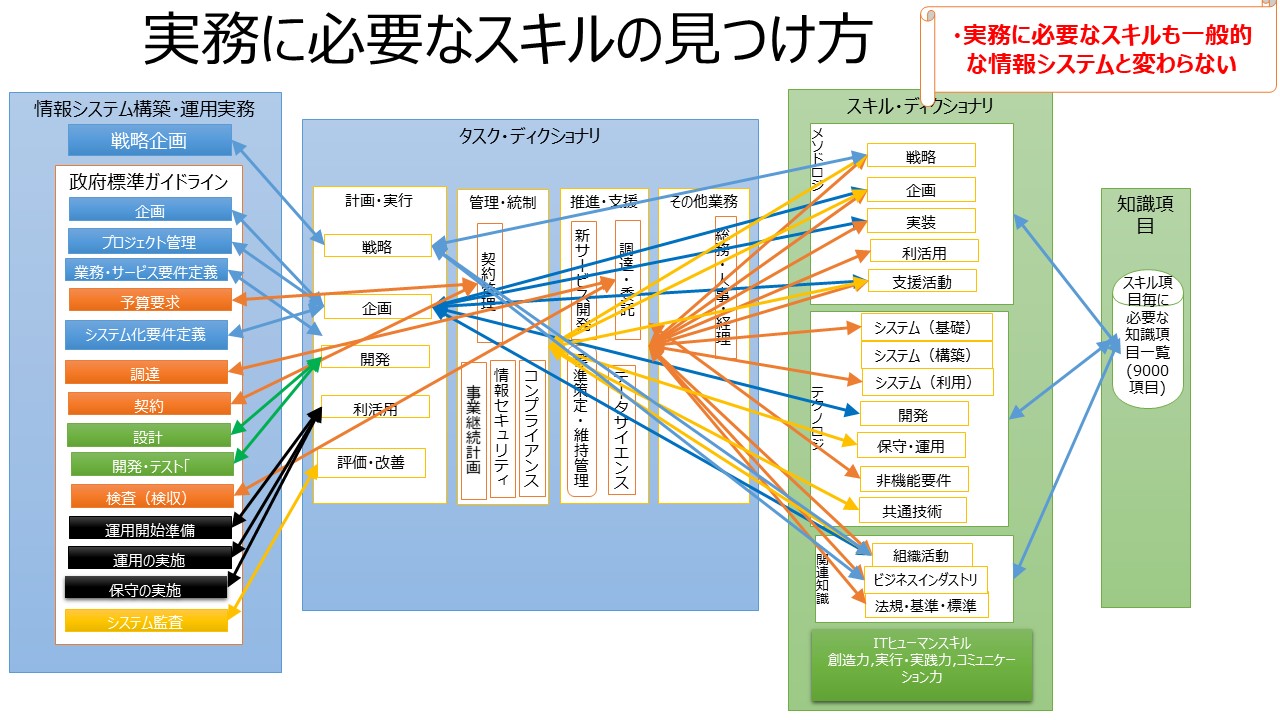 実務に必要なスキルの見つけ方
・実務に必要なスキルも一般的
な情報システムと変わらない
情報システム構築・運用実務
戦略企画
政府標準ガイドライン
企画
プロジェクト管理
業務・サービス要件定義
予算要求
システム化要件定義
調達
契約
設計
開発・テスト「
検査（検収）
運用開始準備
運用の実施
保守の実施
システム監査
タスク・ディクショナリ
計画・実行
戦略
企画
開発
利活用
評価・改善
管理・統制
契約管理
事業継続計画
情報セキュリティ
コンプライアンス
推進・支援
新サービス開発
調達・委託
準策定・維持管理
データサイエンス
その他業務
総務・人事・経理
スキル・ディクショナリ
メソドロジ
戦略
企画
実装
利活用
支援活動
テクノロジ
システム（基礎）
システム（構築）
システム（利用）
開発
保守・運用
非機能要件
共通技術
関連知識
組織活動
ビジネスインダストリ
法規・基準・標準
ITヒューマンスキル
創造力,実行・実践力,コミュニケー
ション力
知識項
目
スキル項
目毎に
必要な
知識項
目一覧
(9000
項目)